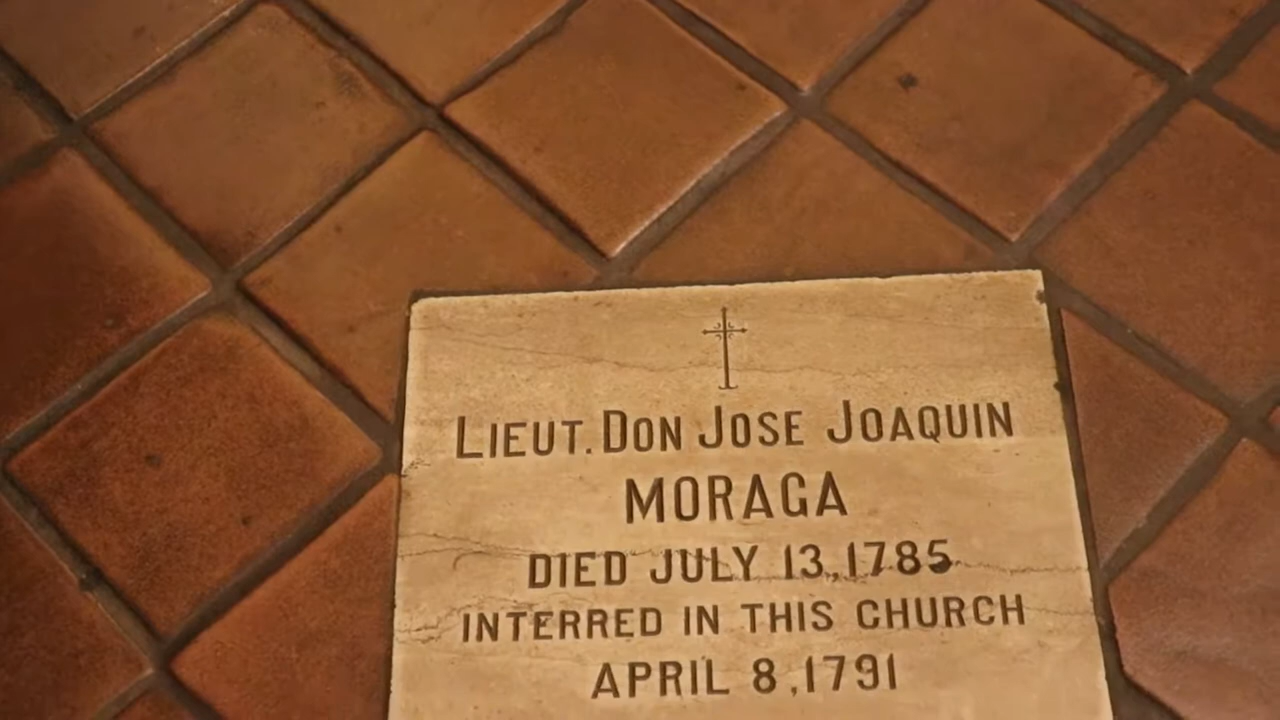 LIEUT. DON JOSE JOAQUIN
MORAGA
DIED JULY 13, 1785
INTERRED IN THIS CHURCH
APRIL 8, 1791